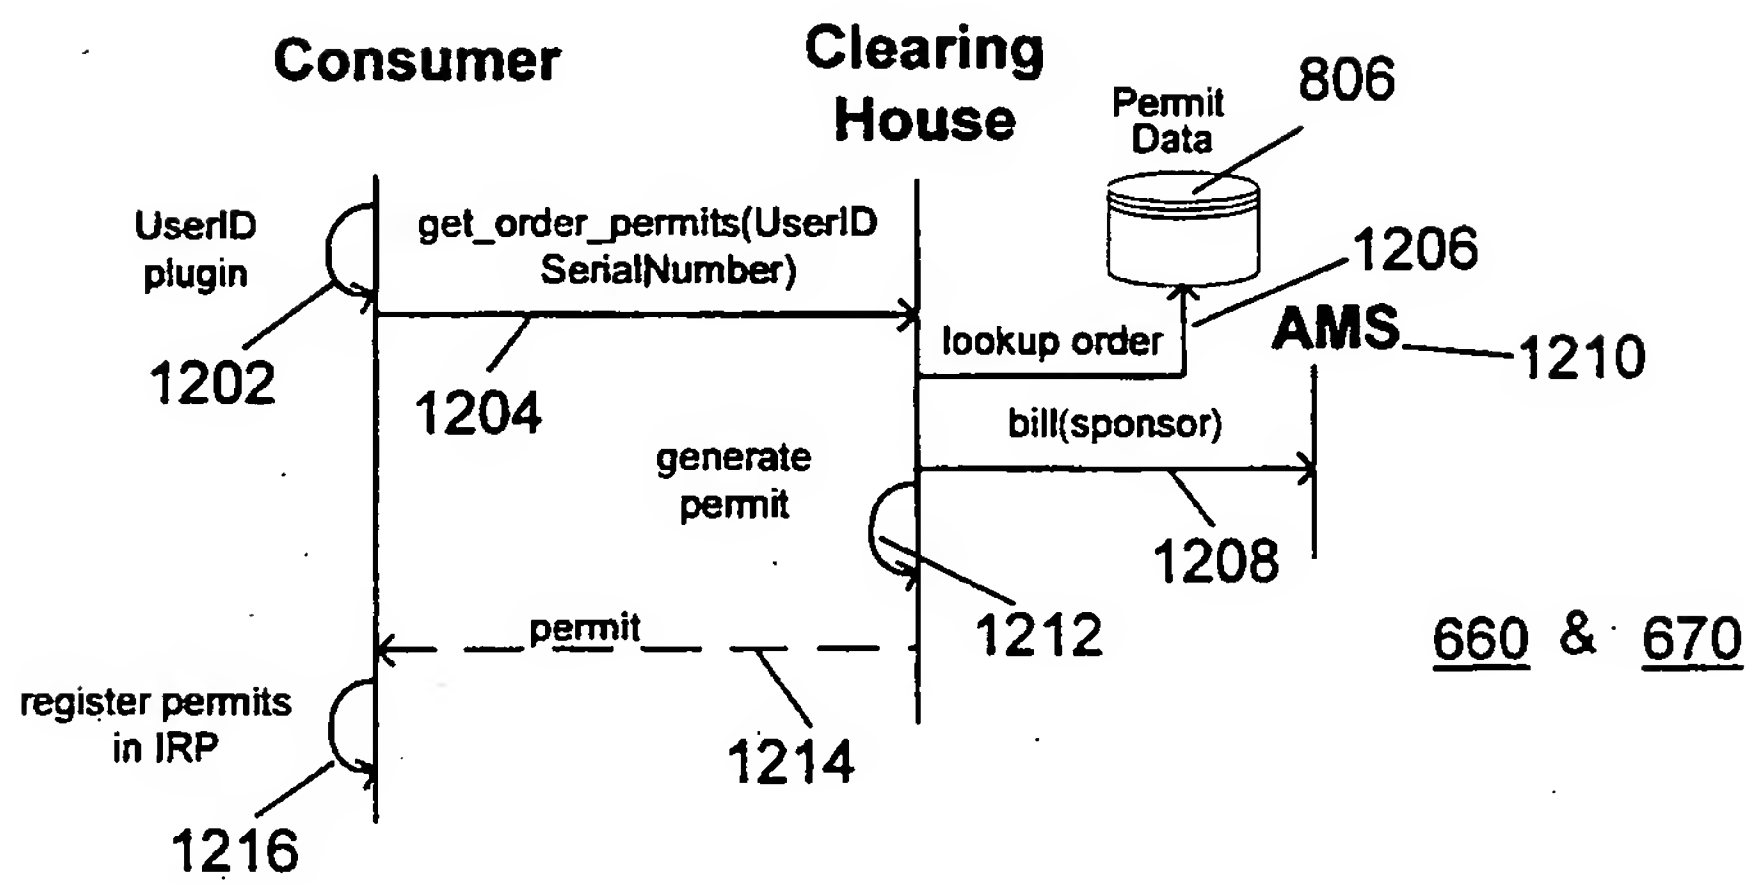 Consumer
Clearing
House
Permit
Data
806
UserID
plugin
get_order_permits(UserID
SerialNumber)
1206
lookup order
AMS
1210
1202
1204
bill(sponsor)
generate
permit
1208
1212
660 & 670
permit
register permits
in IRP
1214
1216